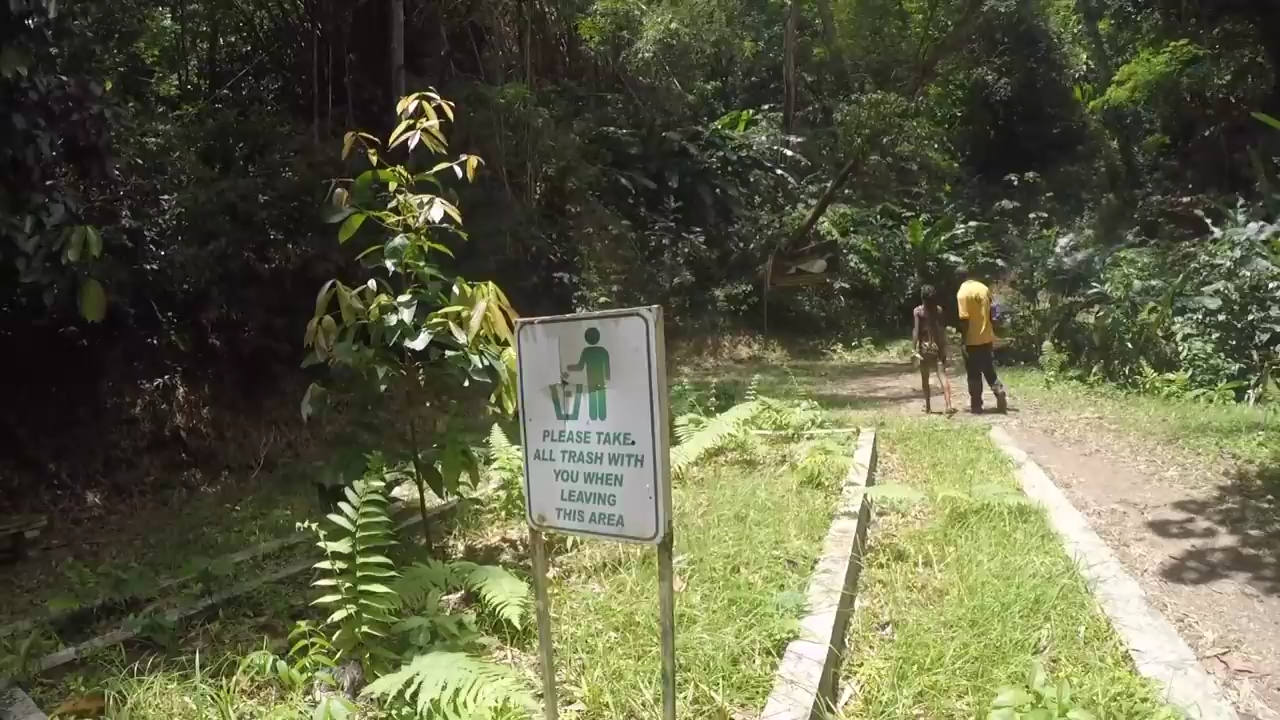 PLEASE TAKE
ALL TRASH WITH
YOU WHEN
LEAVING
THIS AREA